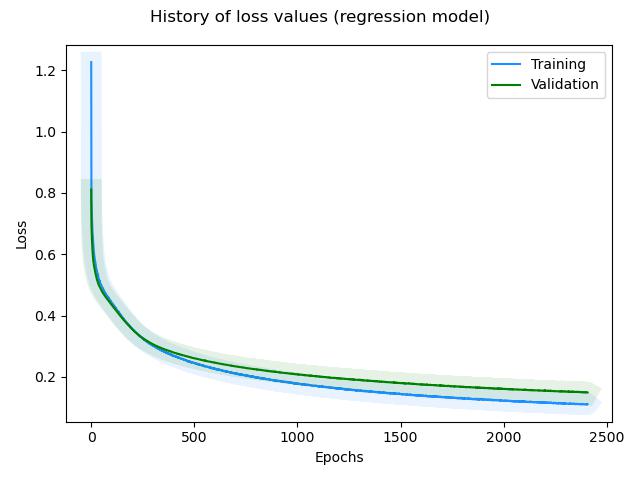 History of loss values (regression model)
Training
Validation
1.2
1.0
0.8
0.6
0.4
0.2
Loss
0
500
1000
1500
2000
2500
Epochs